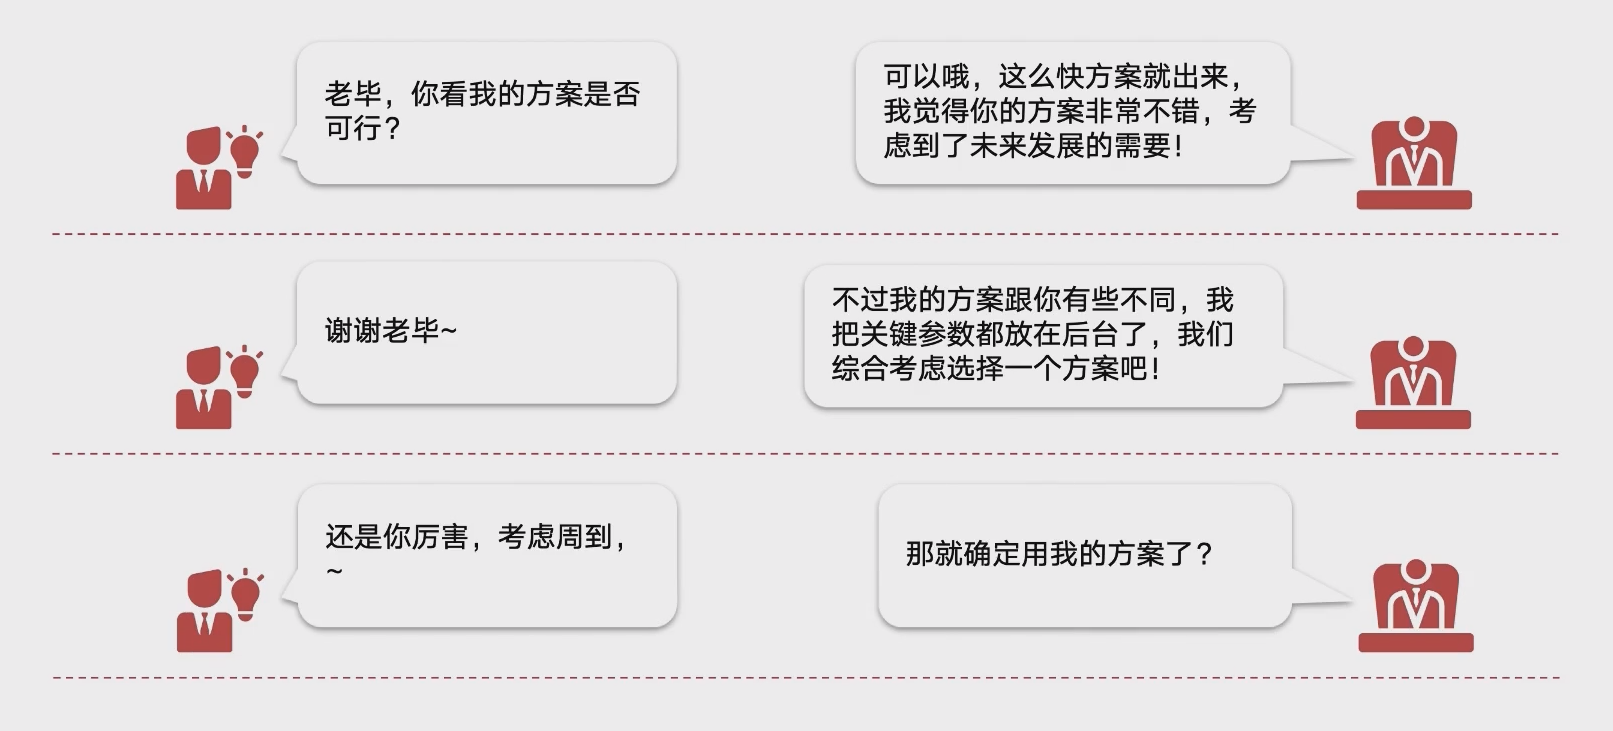 老毕，你看我的方案是否
可行？
可以哦，这么快方案就出来，
我觉得你的方案非常不错，考
虑到了未来发展的需要！
谢谢老毕~
不过我的方案跟你有些不同，我
把关键参数都放在后台了，我们
综合考虑选择一个方案吧！
还是你厉害，考虑周到，
~
那就确定用我的方案了？